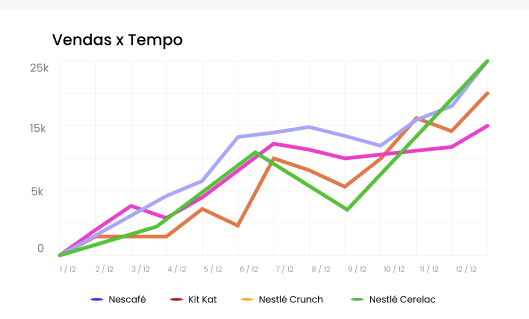 Vendas x Tempo
25k
15k
5k
0
1 / 12 2 / 12 3 / 12 4 / 12 5 / 12 6 / 12 7 / 12 8 / 12 9 / 12 10 / 12 11 / 12 12 / 12
Nescafé Kit Kat Nestlé Crunch Nestlé Cerelac